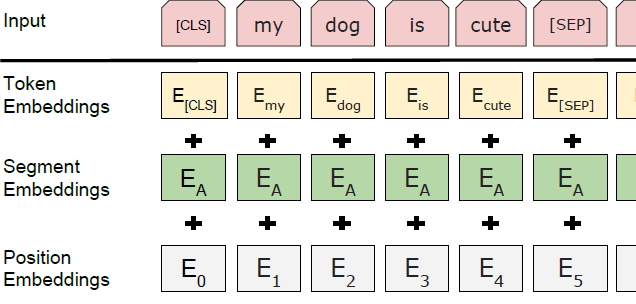 Input [CLS] my dog is cute [SEP]
Token Embeddings E[CLS] Emy Edog Eis Ecute E[SEP]
+ + + + + +
Segment Embeddings EA EA EA EA EA EA
+ + + + + +
Position Embeddings E0 E1 E2 E3 E4 E5